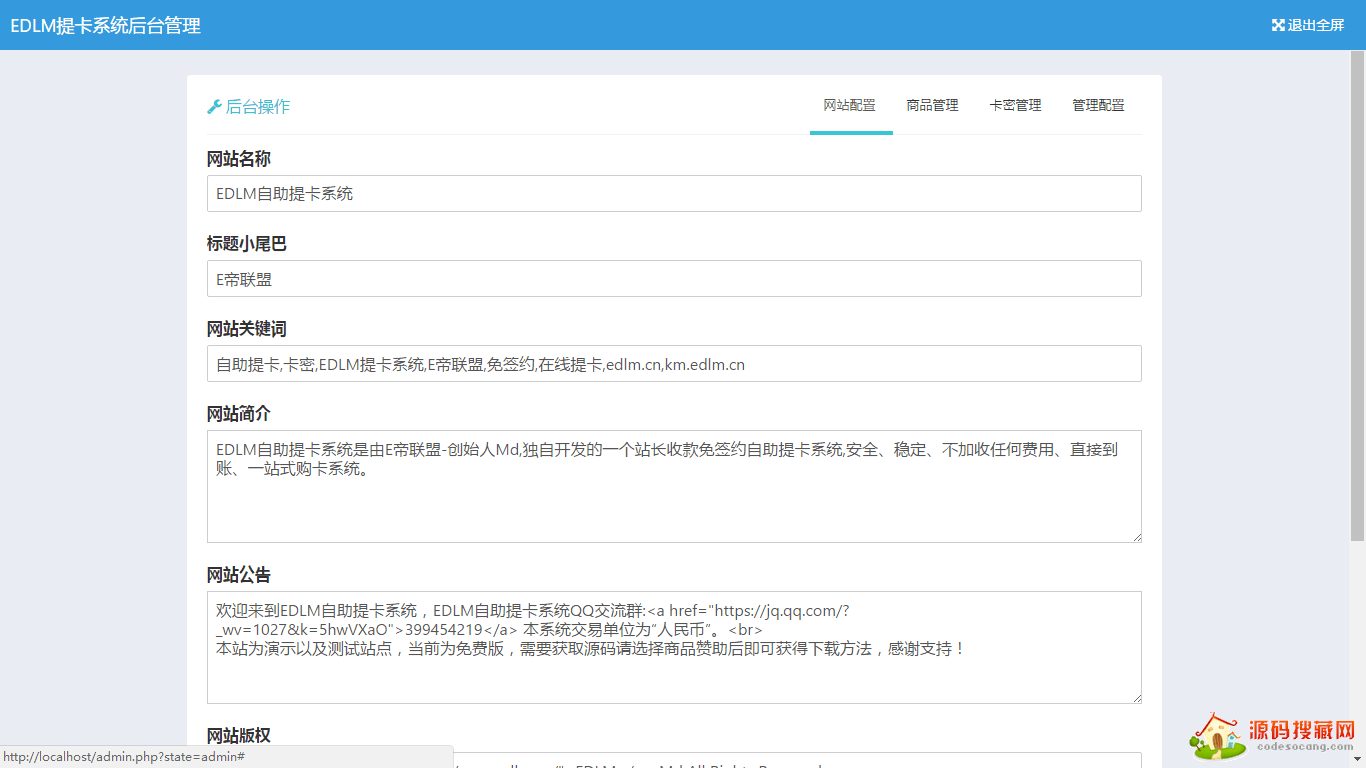 EDLM提卡系统后台管理
退出全屏
后台操作
网站配置 商品管理 卡密管理 管理配置
网站名称
EDLM自助提卡系统
标题小尾巴
E帝联盟
网站关键词
自助提卡,卡密,EDLM提卡系统,E帝联盟,免签约,在线提卡,edlm.cn,km.edlm.cn
网站简介
EDLM自助提卡系统是由E帝联盟-创始人Md,独自开发的一个站长收款免签约自助提卡系统,安全、稳定、不加收任何费用、直接到
账、一站式购卡系统。
网站公告
欢迎来到EDLM自助提卡系统，EDLM自助提卡系统QQ交流群:<a href="https://jq.qq.com/?
_wv=1027&k=5hwVXaO">399454219</a> 本系统交易单位为“人民币”。<br>
本站为演示以及测试站点，当前为免费版，需要获取源码请选择商品赞助后即可获得下载方法，感谢支持！
网站版权
http://localhost/admin.php?state=admin#
源码搜藏网
codesocang.com